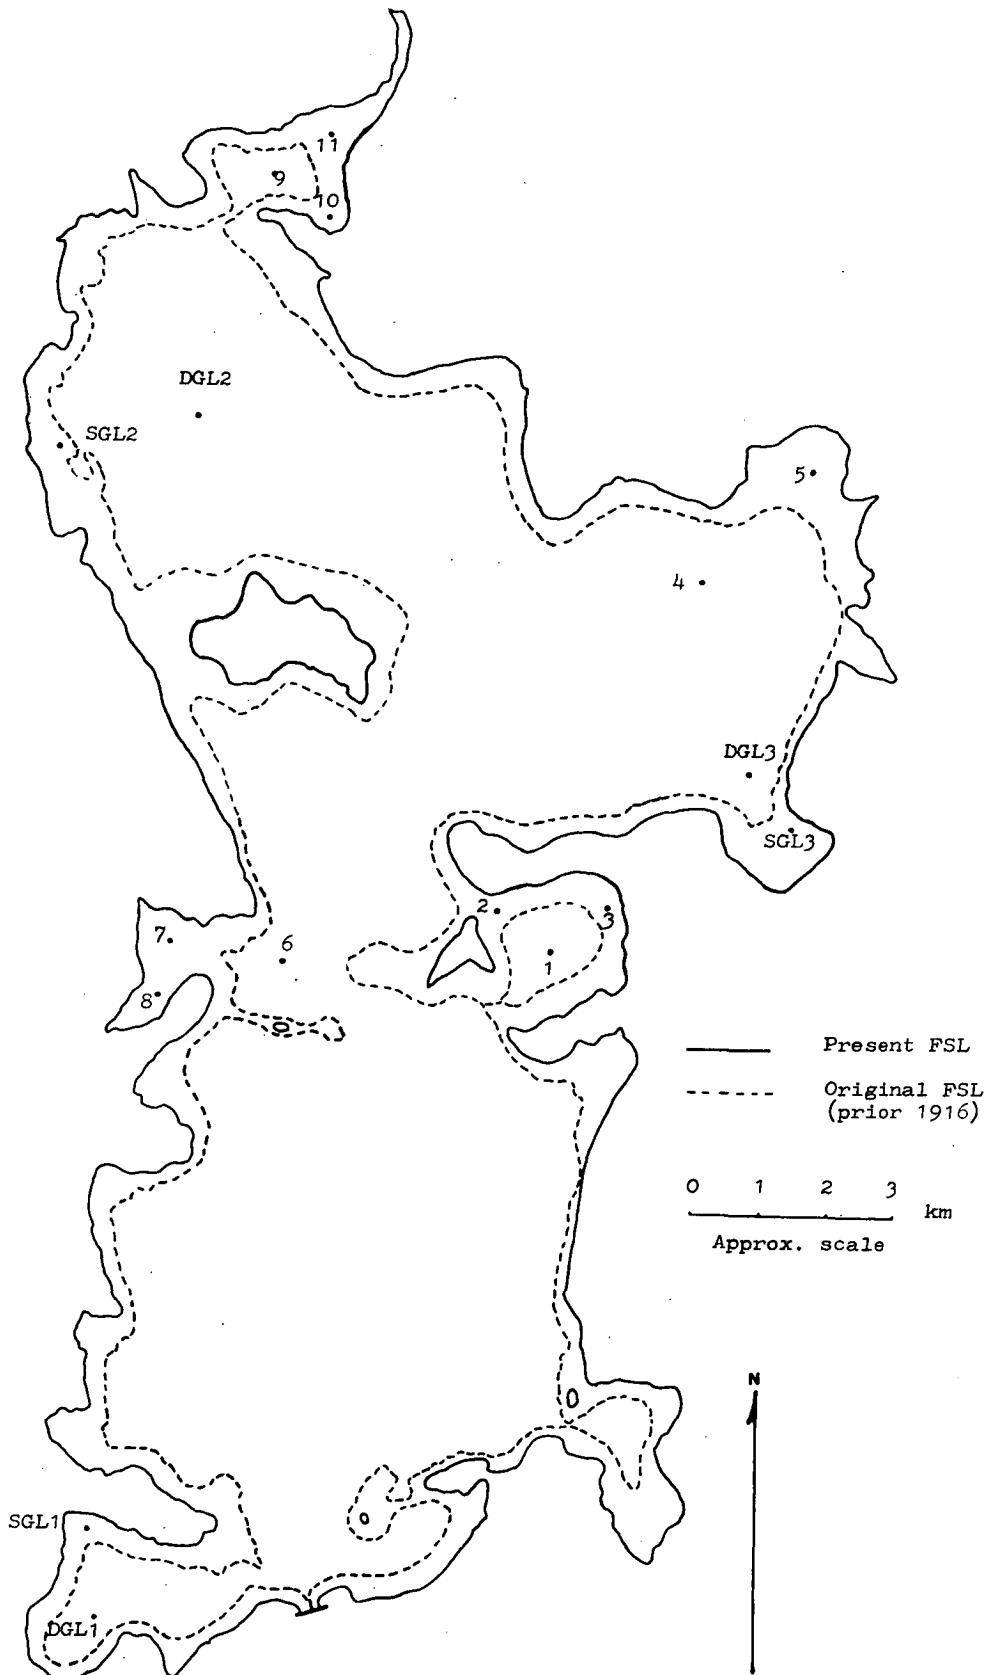 11
9
10
DGL2
SGL2
5
4
DGL3
SGL3
2
3
7
6
1
8
Present FSL
Original FSL
(prior 1916)
0 1 2 3
km
Approx. scale
N
SGL1
DGL1